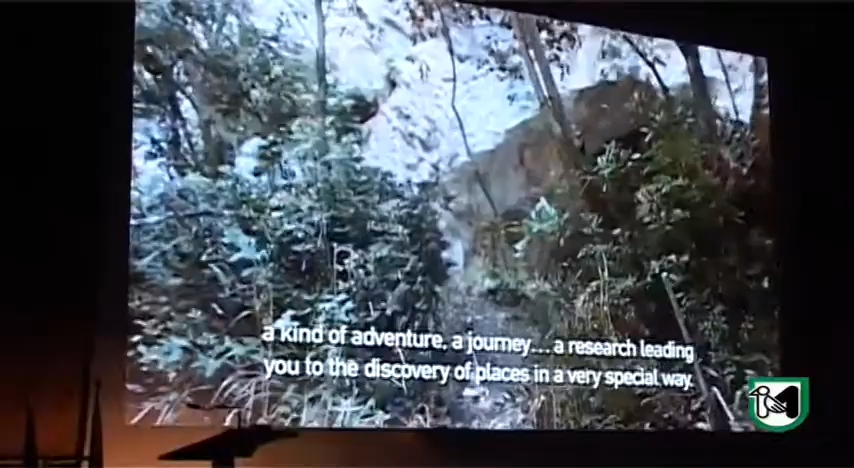 a kind of adventure, a journey...a research leading
you to the discovery of places in a very special way.